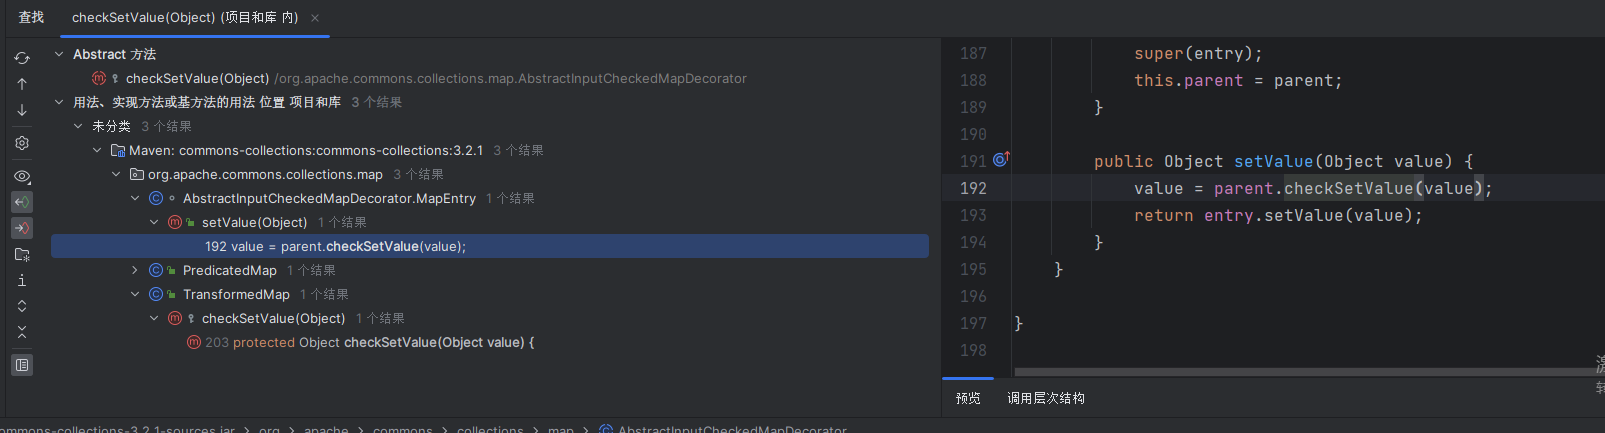 查找 checkSetValue(Object) (项目和库 内)
Abstract 方法
checkSetValue(Object) /org.apache.commons.collections.map.AbstractInputCheckedMapDecorator
用法、实现方法或基方法的用法 位置 项目和库 3 个结果
未分类 3 个结果
Maven: commons-collections:commons-collections:3.2.1 3 个结果
org.apache.commons.collections.map 3 个结果
AbstractInputCheckedMapDecorator.MapEntry 1 个结果
setValue(Object) 1 个结果
192 value = parent.checkSetValue(value);
PredicatedMap 1 个结果
TransformedMap 1 个结果
checkSetValue(Object) 1 个结果
203 protected Object checkSetValue(Object value) {
187 super(entry);
188 this.parent = parent;
189 }
190
191 public Object setValue(Object value) {
192 value = parent.checkSetValue(value);
193 return entry.setValue(value);
194 }
195 }
196
197 }
198
预览 调用层次结构
commons-collections-3.2.1-sources.jar > org > apache > commons > collections > map > AbstractInputCheckedMapDecorator